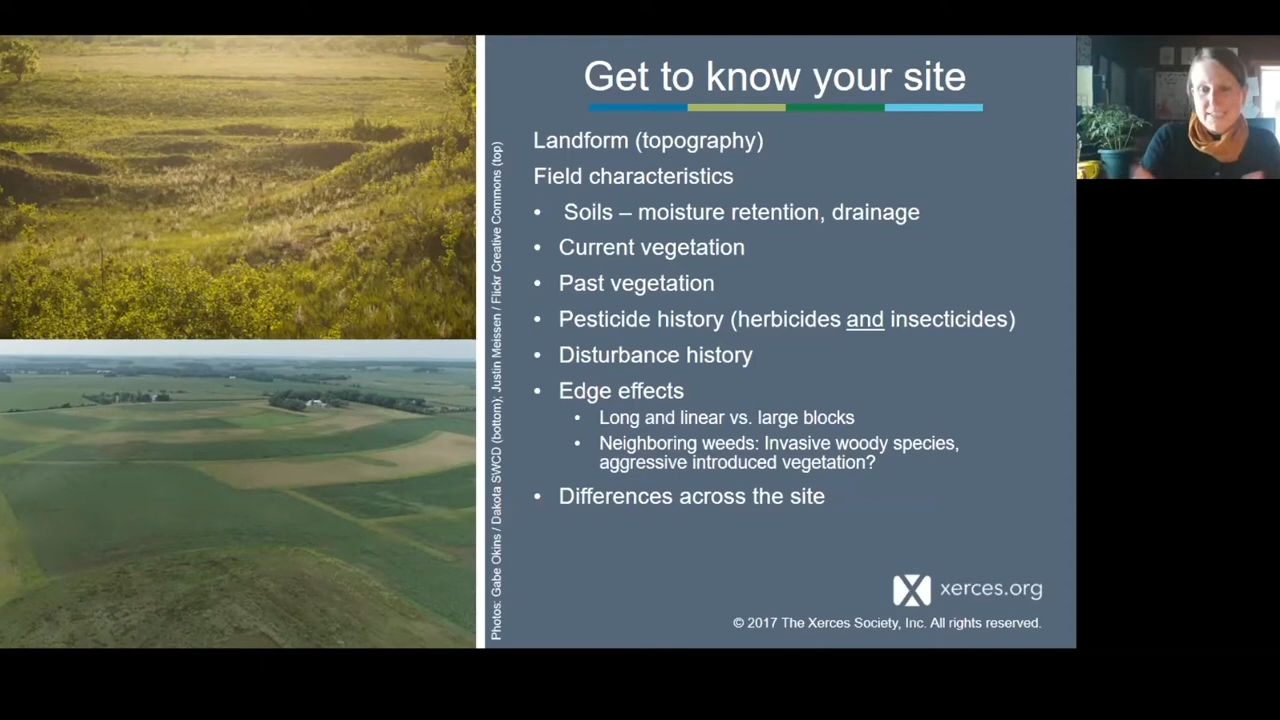 Get to know your site
Landform (topography)
Field characteristics
• Soils – moisture retention, drainage
• Current vegetation
• Past vegetation
• Pesticide history (herbicides and insecticides)
• Disturbance history
• Edge effects
• Long and linear vs. large blocks
• Neighboring weeds: Invasive woody species,
aggressive introduced vegetation?
• Differences across the site
Photos: Gabe Okins / Dakota SWCD (bottom); Justin Meissen / Flickr Creative Commons (top)
xerces.org
© 2017 The Xerces Society, Inc. All rights reserved.